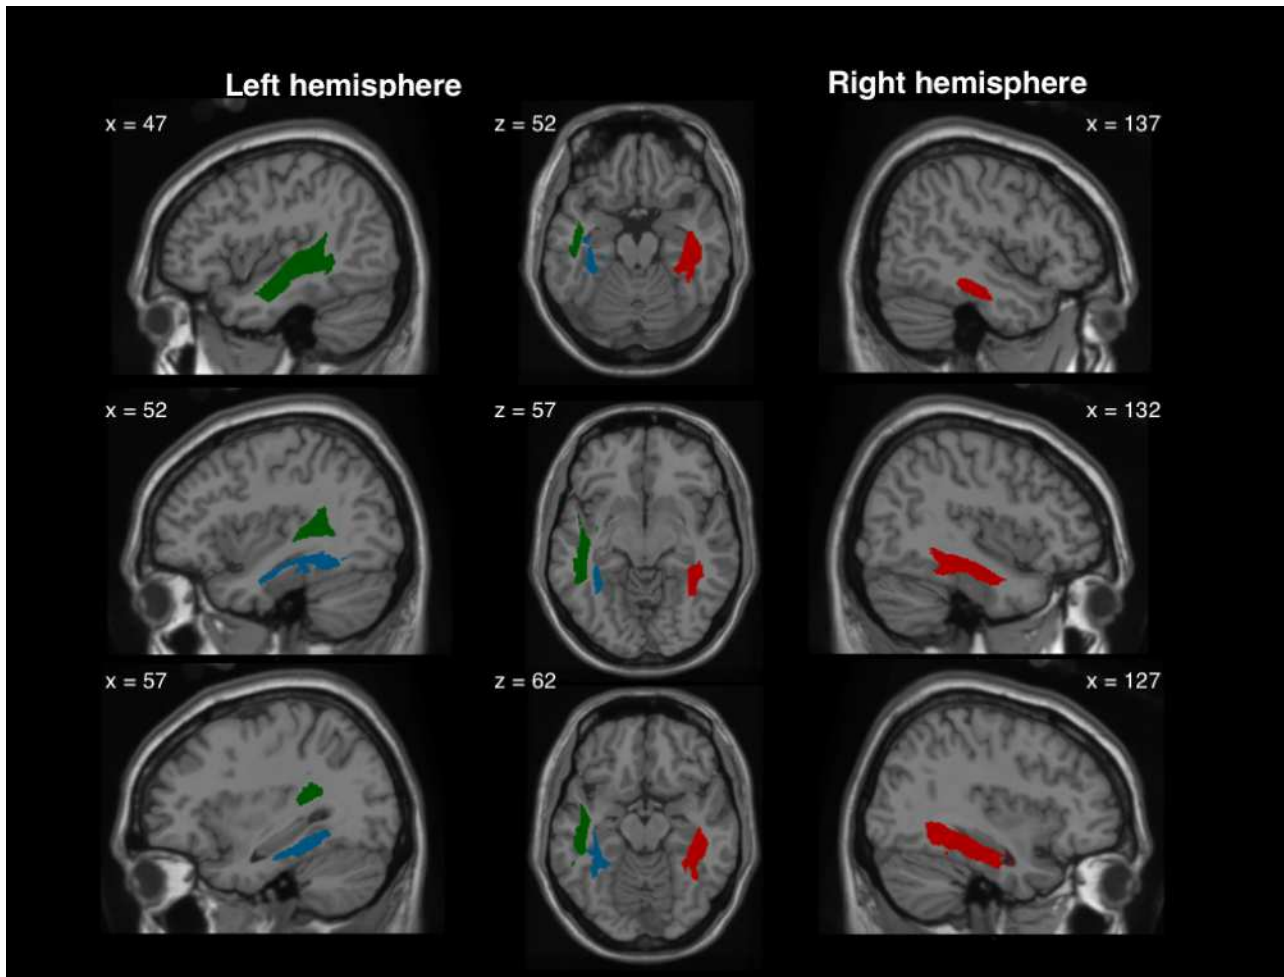 Left hemisphere
Right hemisphere
x = 47
z = 52
x = 137
x = 52
z = 57
x = 132
x = 57
z = 62
x = 127